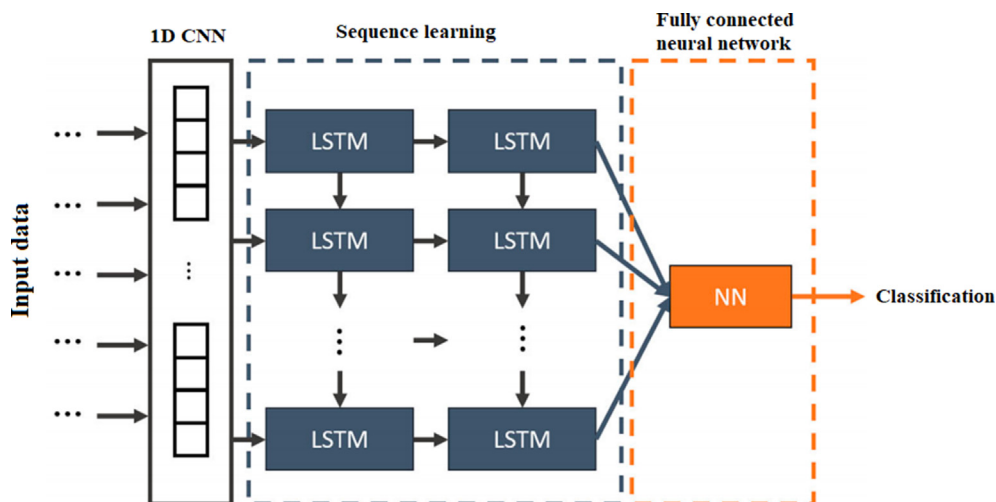 1D CNN
Sequence learning
Fully connected
neural network
Input data
...
...
...
...
...
...
LSTM
LSTM
LSTM
LSTM
...
...
LSTM
LSTM
NN
Classification